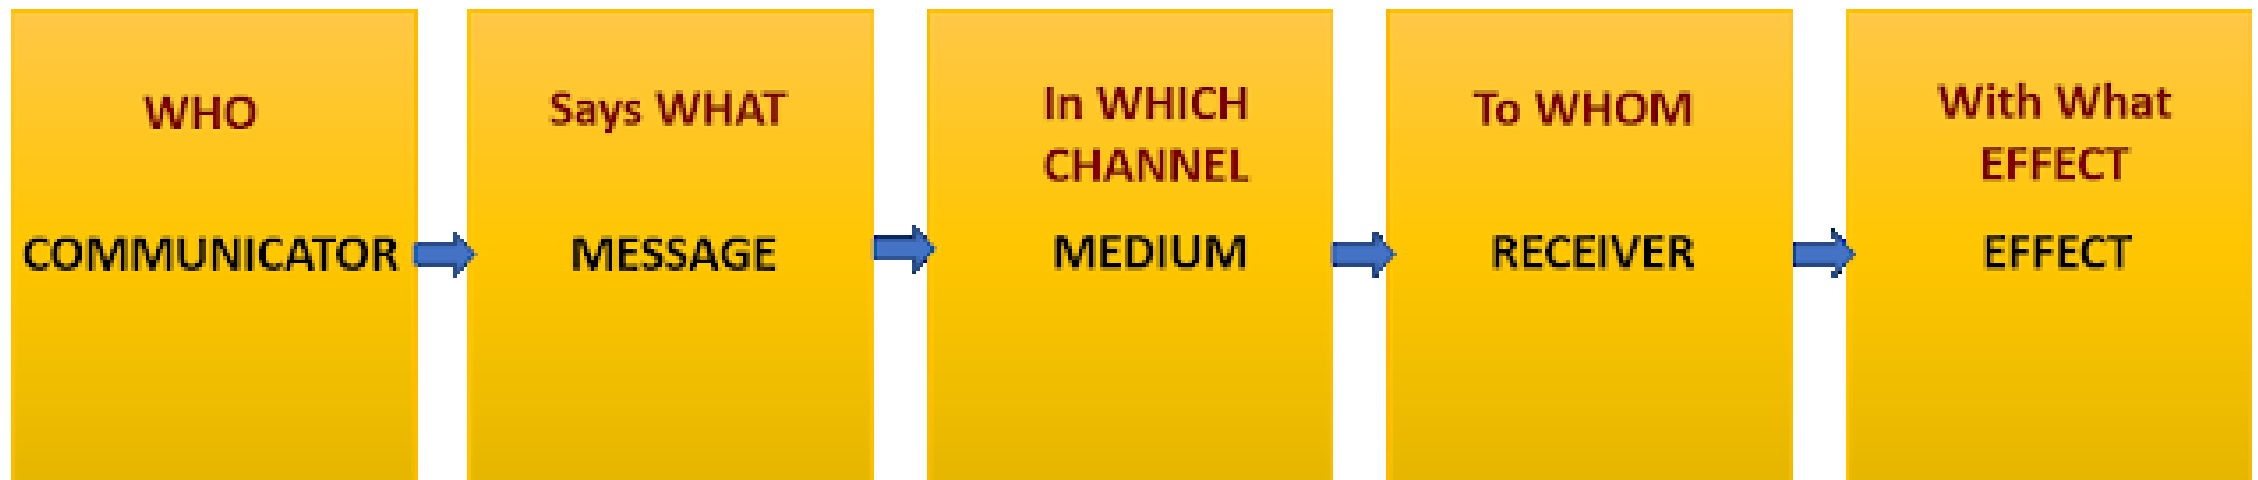 WHO
COMMUNICATOR
Says WHAT
MESSAGE
In WHICH
CHANNEL
MEDIUM
To WHOM
RECEIVER
With What
EFFECT
EFFECT